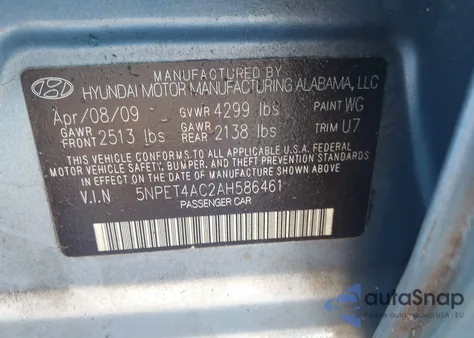 MANUFACTURED BY
HYUNDAI MOTOR MANUFACTURING ALABAMA, LLC
Apr/08/09 GVWR 4299 lbs PAINT WG
GAWR FRONT 2513 lbs GAWR REAR 2138 lbs TRIM U7
THIS VEHICLE CONFORMS TO ALL APPLICABLE U.S.A. FEDERAL
MOTOR VEHICLE SAFETY, BUMPER, AND THEFT PREVENTION
STANDARDS IN EFFECT ON THE DATE OF MANUFACTURE SHOWN ABOVE.
V.I.N 5NPET4AC2AH586461
PASSENGER CAR
autoSnap
USA | EU